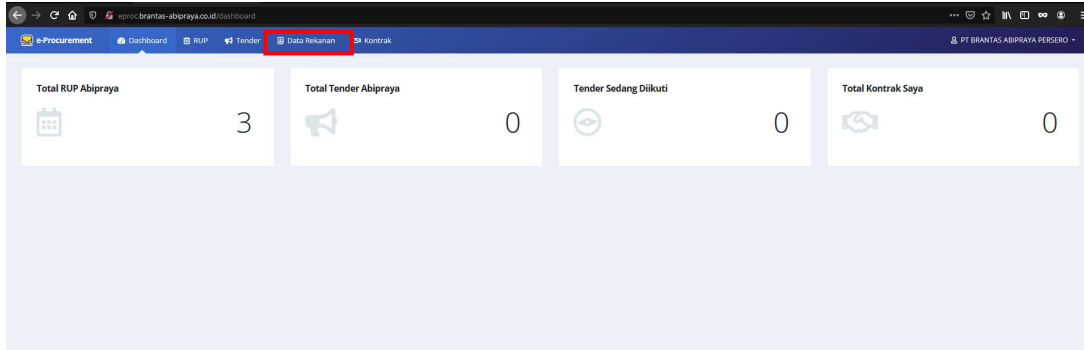 eproc.brantas-abipraya.co.id/dashboard
e-Procurement Dashboard RUP Tender Data Rekanan Kontrak PT BRANTAS ABIPRAYA PERSERO
Total RUP Abipraya
3
Total Tender Abipraya
0
Tender Sedang Diikuti
0
Total Kontrak Saya
0